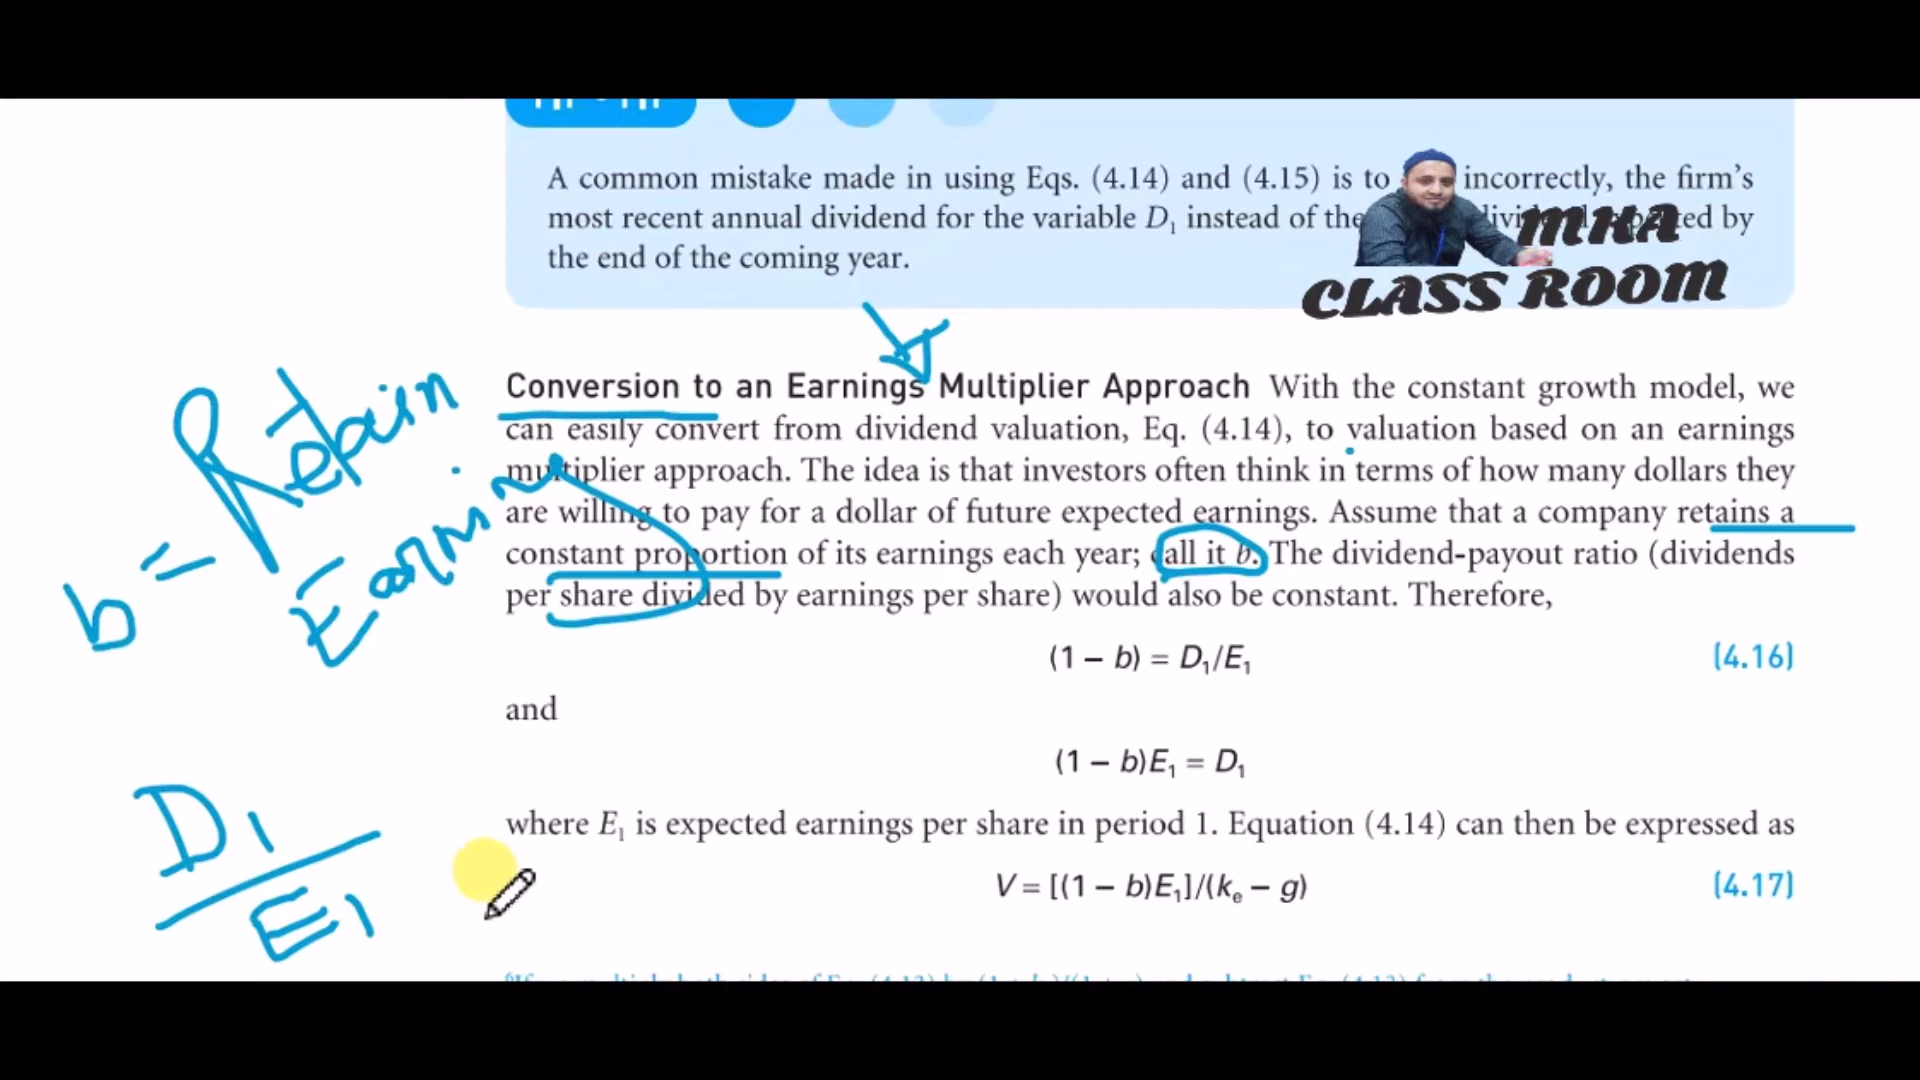 A common mistake made in using Eqs. (4.14) and (4.15) is to incorrectly, the firm's
most recent annual dividend for the variable D₁ instead of the
the end of the coming year.
MKA
CLASS ROOM
Conversion to an Earnings Multiplier Approach With the constant growth model, we
can easily convert from dividend valuation, Eq. (4.14), to valuation based on an earnings
multiplier approach. The idea is that investors often think in terms of how many dollars they
are willing to pay for a dollar of future expected earnings. Assume that a company retains a
constant proportion of its earnings each year; call it b. The dividend-payout ratio (dividends
per share divided by earnings per share) would also be constant. Therefore,
(1 – b) = D₁/E₁ (4.16)
and
(1 – b)E₁ = D₁
where E₁ is expected earnings per share in period 1. Equation (4.14) can then be expressed as
V = [(1 – b)E₁]/(kₑ – g) (4.17)
b = Retain
Earnin
D1
E1